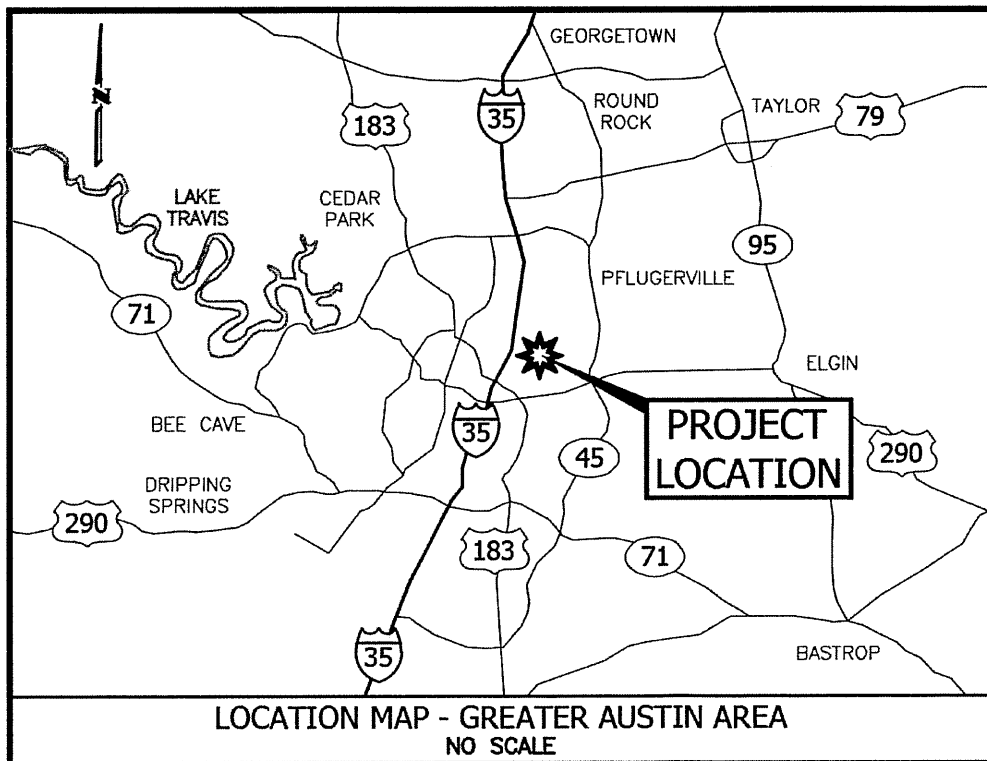 GEORGETOWN
N
183
35
ROUND
ROCK
TAYLOR
79
LAKE
TRAVIS
CEDAR
PARK
95
PFLUGERVILLE
71
ELGIN
BEE CAVE
35
PROJECT
LOCATION
45
290
DRIPPING
SPRINGS
290
183
71
35
BASTROP
LOCATION MAP - GREATER AUSTIN AREA
NO SCALE